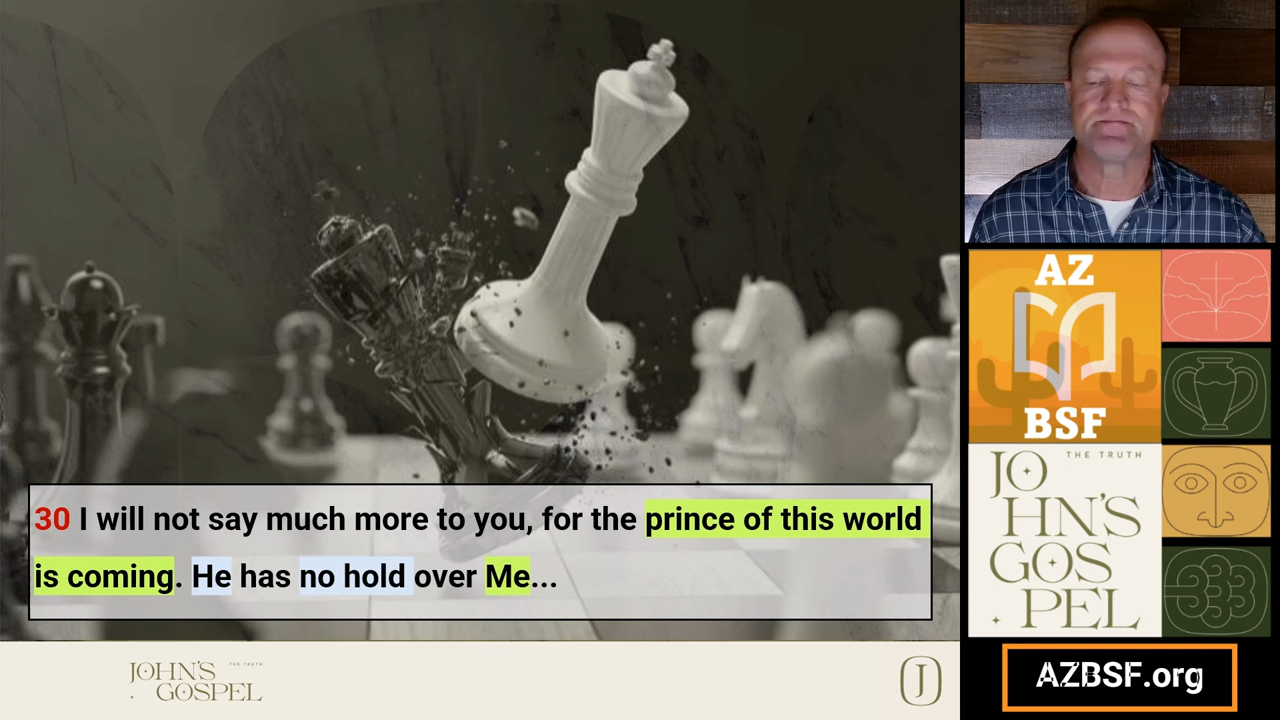 30 I will not say much more to you, for the prince of this world
is coming. He has no hold over Me...
JOHN'S
THE TRUTH
GOSPEL
J
AZ
BSF
THE TRUTH
JO
HN'S
GOS
PEL
AZBSF.org